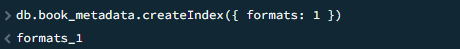 > db.book_metadata.createIndex({ formats: 1 })
< formats_1